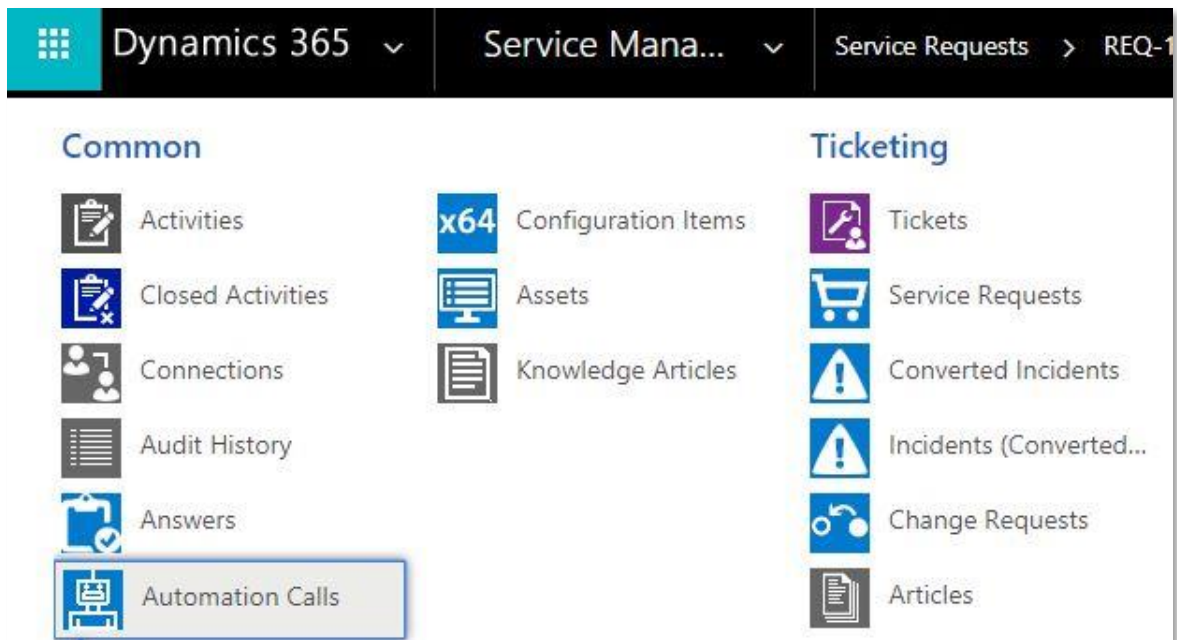 Dynamics 365
Service Mana...
Service Requests > REQ-1
Common
Activities
Closed Activities
Connections
Audit History
Answers
Automation Calls
x64 Configuration Items
Assets
Knowledge Articles
Ticketing
Tickets
Service Requests
Converted Incidents
Incidents (Converted...
Change Requests
Articles